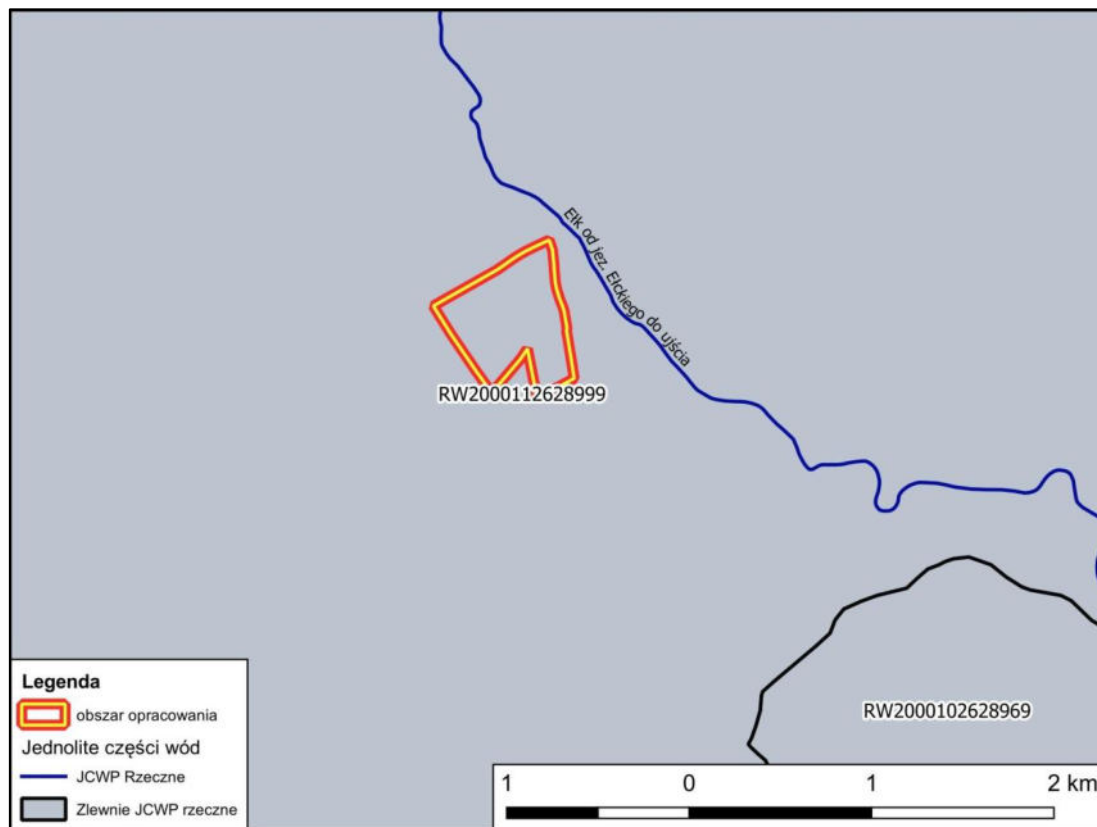 Ełk od jez. Ełckiego do ujścia
RW2000112628999
RW2000102628969
Legenda
obszar opracowania
Jednolite części wód
JCWP Rzeczne
Zlewnie JCWP rzeczne
1 0 1 2 km